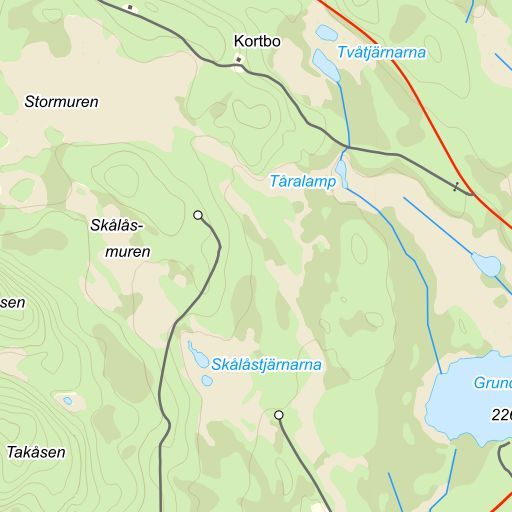 Kortbo
Tvåtjärnarna
Stormuren
Tåralamp
Skålås-
muren
Skålåstjärnarna
Takåsen